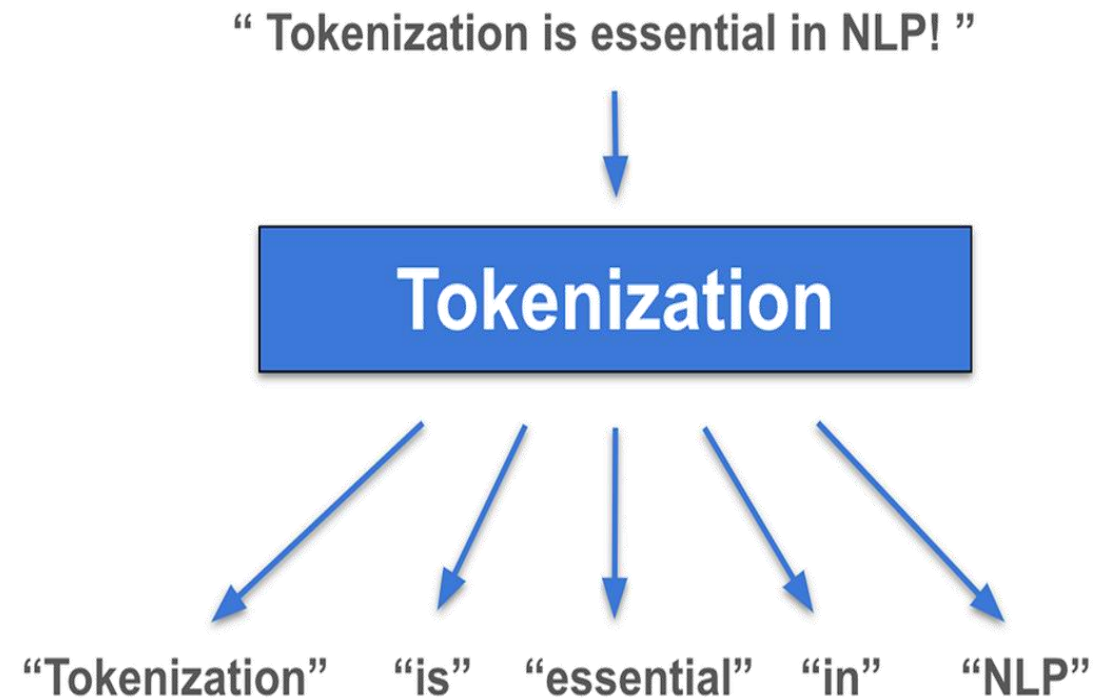 “ Tokenization is essential in NLP! ”
Tokenization
“Tokenization” “is” “essential” “in” “NLP”